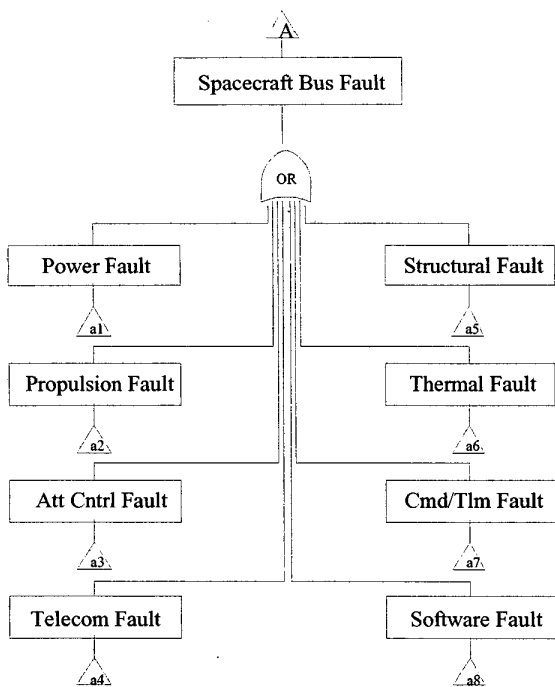 A
Spacecraft Bus Fault
OR
Power Fault
Structural Fault
a1
a5
Propulsion Fault
Thermal Fault
a2
a6
Att Cntrl Fault
Cmd/Tlm Fault
a3
a7
Telecom Fault
Software Fault
a4
a8